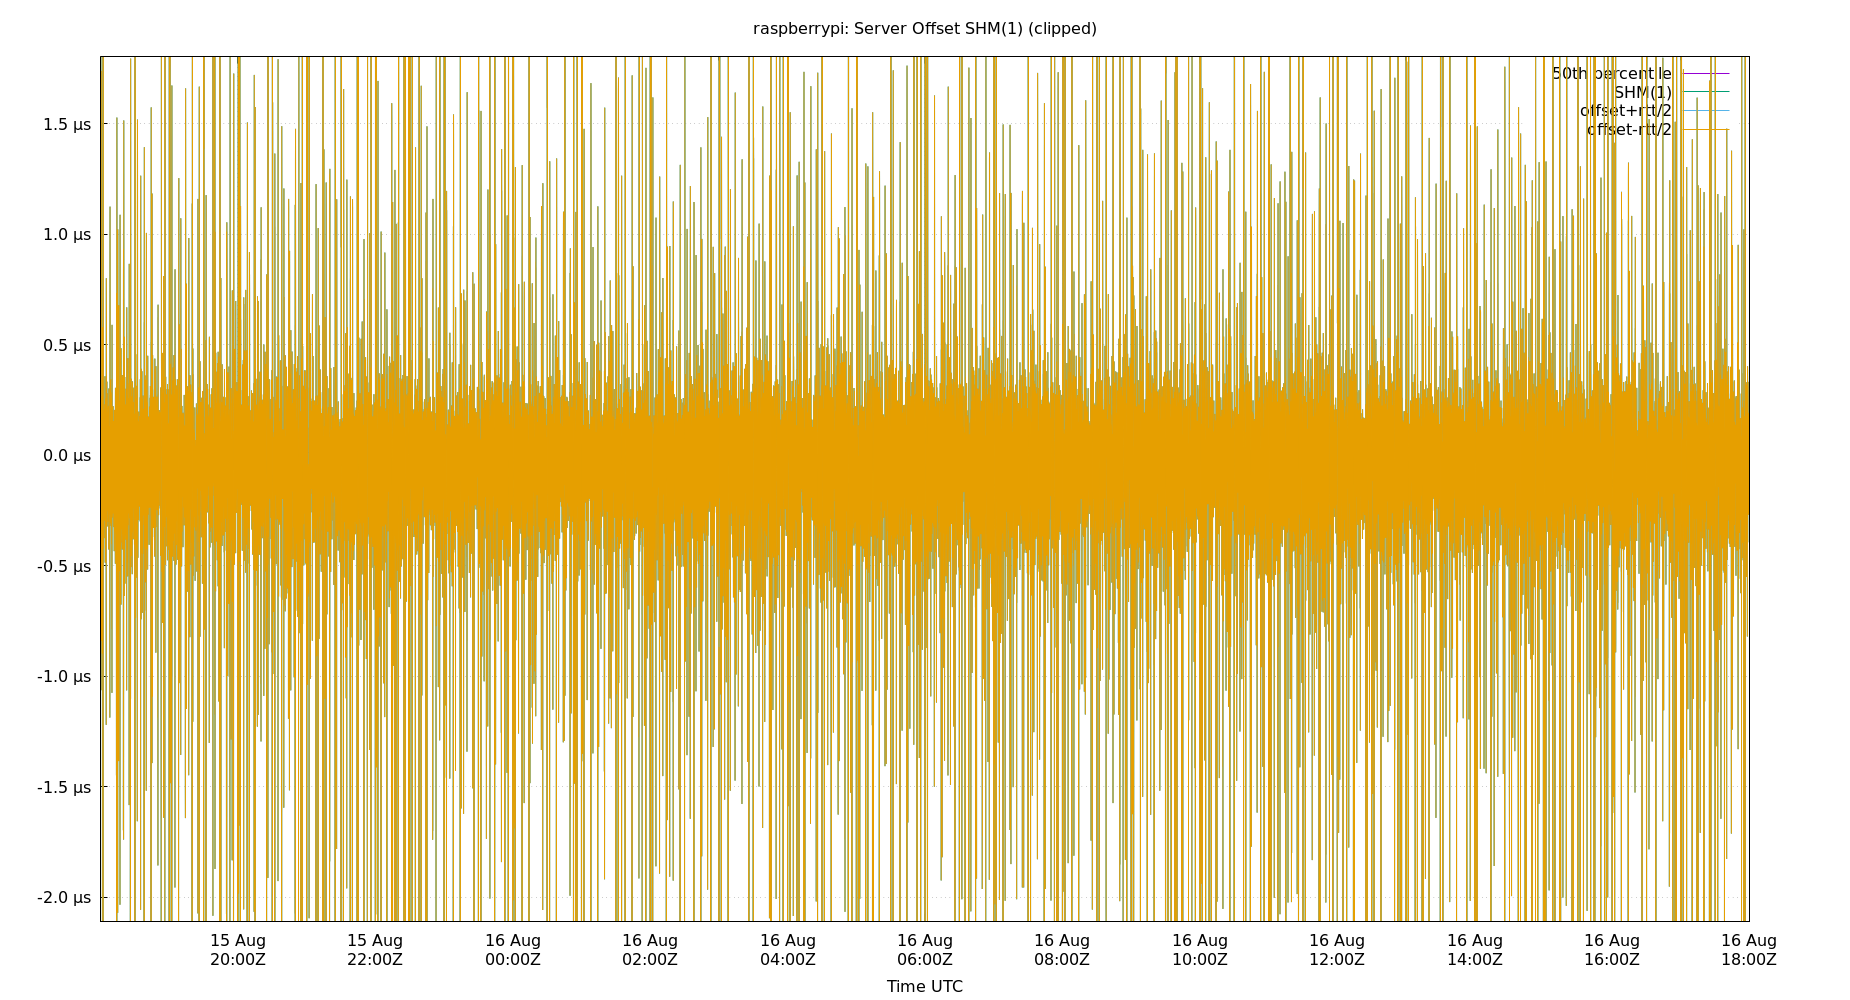 raspberrypi: Server Offset SHM(1) (clipped)
50th percentile
SHM(1)
offset+rtt/2
offset-rtt/2
1.5 µs
1.0 µs
0.5 µs
0.0 µs
-0.5 µs
-1.0 µs
-1.5 µs
-2.0 µs
15 Aug 15 Aug 16 Aug 16 Aug 16 Aug 16 Aug 16 Aug 16 Aug 16 Aug 16 Aug 16 Aug 16 Aug
20:00Z 22:00Z 00:00Z 02:00Z 04:00Z 06:00Z 08:00Z 10:00Z 12:00Z 14:00Z 16:00Z 18:00Z
Time UTC